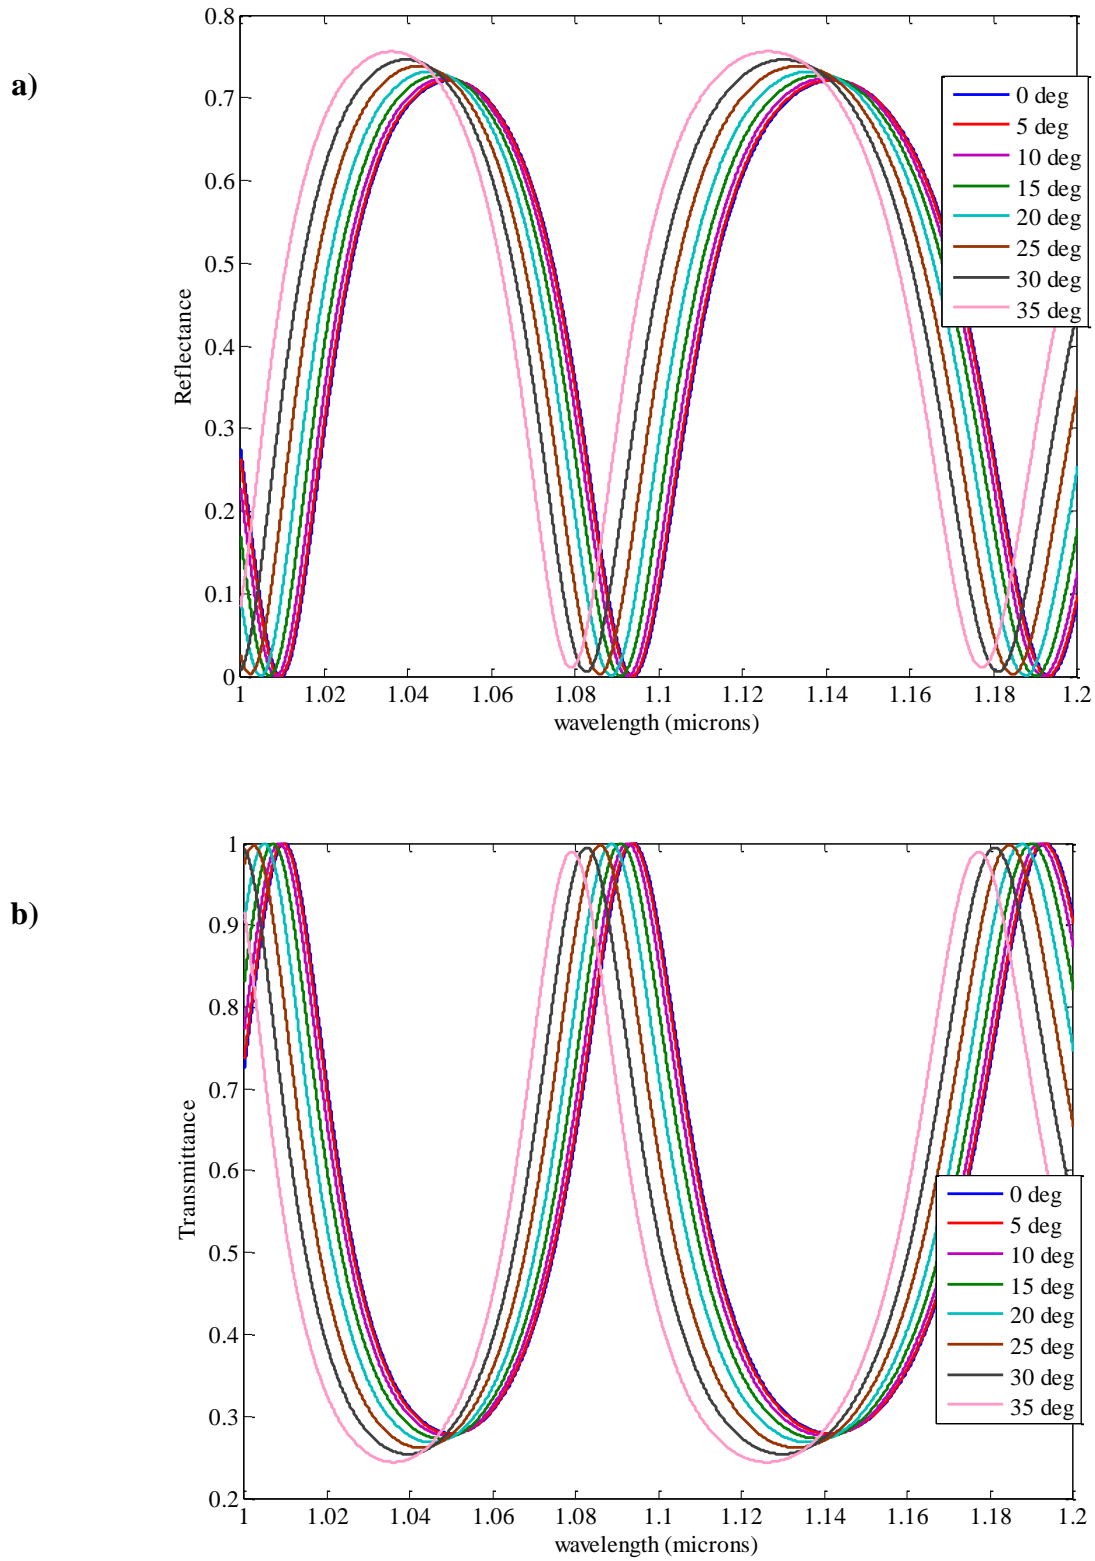 a)
0.8
0.7
0.6
0.5
0.4
0.3
0.2
0.1
0
Reflectance
1 1.02 1.04 1.06 1.08 1.1 1.12 1.14 1.16 1.18 1.2
wavelength (microns)
0 deg
5 deg
10 deg
15 deg
20 deg
25 deg
30 deg
35 deg
b)
1
0.9
0.8
0.7
0.6
0.5
0.4
0.3
0.2
Transmittance
1 1.02 1.04 1.06 1.08 1.1 1.12 1.14 1.16 1.18 1.2
wavelength (microns)
0 deg
5 deg
10 deg
15 deg
20 deg
25 deg
30 deg
35 deg